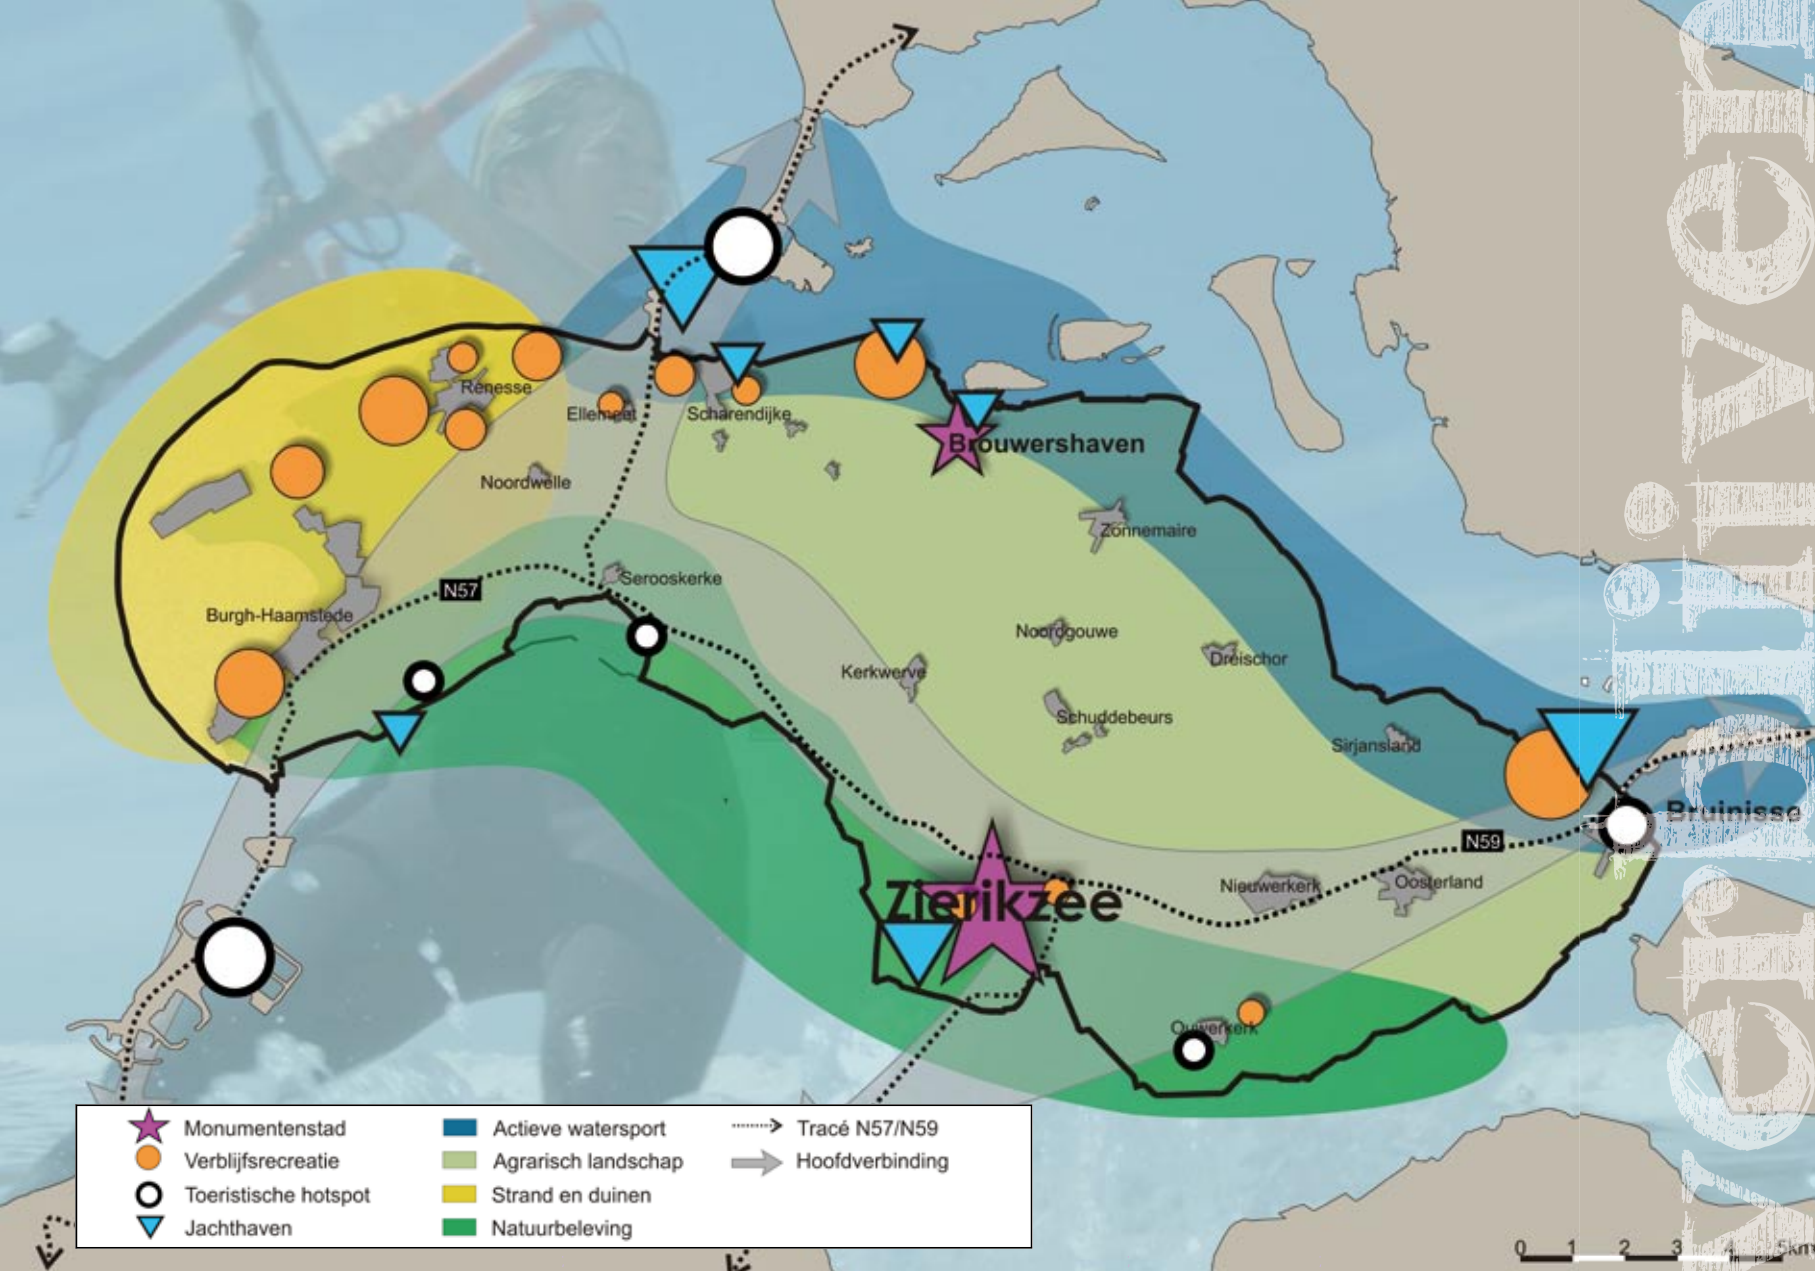 Renesse
Ellemeet
Scharendijke
Brouwershaven
Noordwelle
Zonnemaire
Serooskerke
N57
Burgh-Haamstede
Noordgouwe
Dreischor
Kerkwerve
Schuddebeurs
Sirjansland
Bruinisse
N59
Zierikzee
Nieuwerkerk
Oosterland
Ouwerkerk
Monumentenstad
Verblijfsrecreatie
Toeristische hotspot
Jachthaven
Actieve watersport
Agrarisch landschap
Strand en duinen
Natuurbeleving
Tracé N57/N59
Hoofdverbinding
0 1 2 3 4 5km